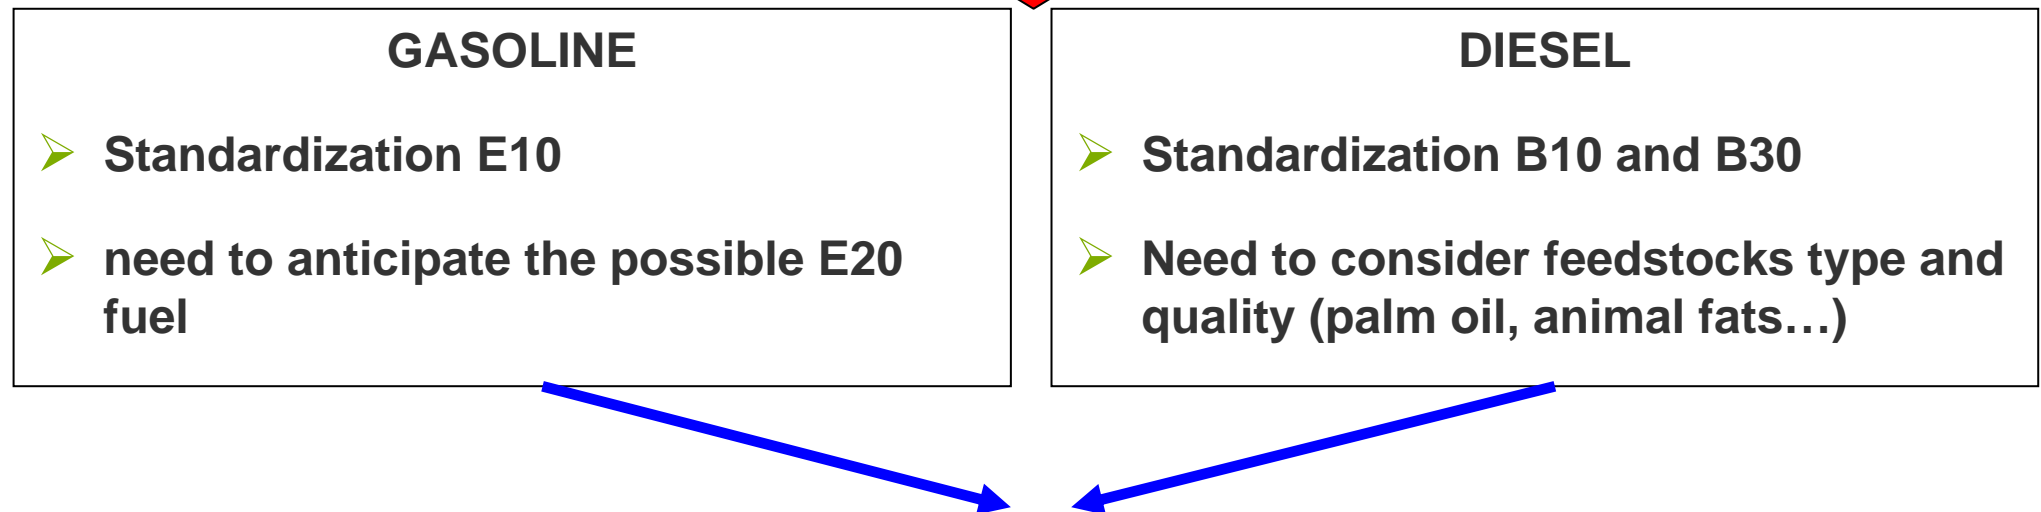 GASOLINE
Standardization E10
need to anticipate the possible E20
fuel
DIESEL
Standardization B10 and B30
Need to consider feedstocks type and
quality (palm oil, animal fats…)